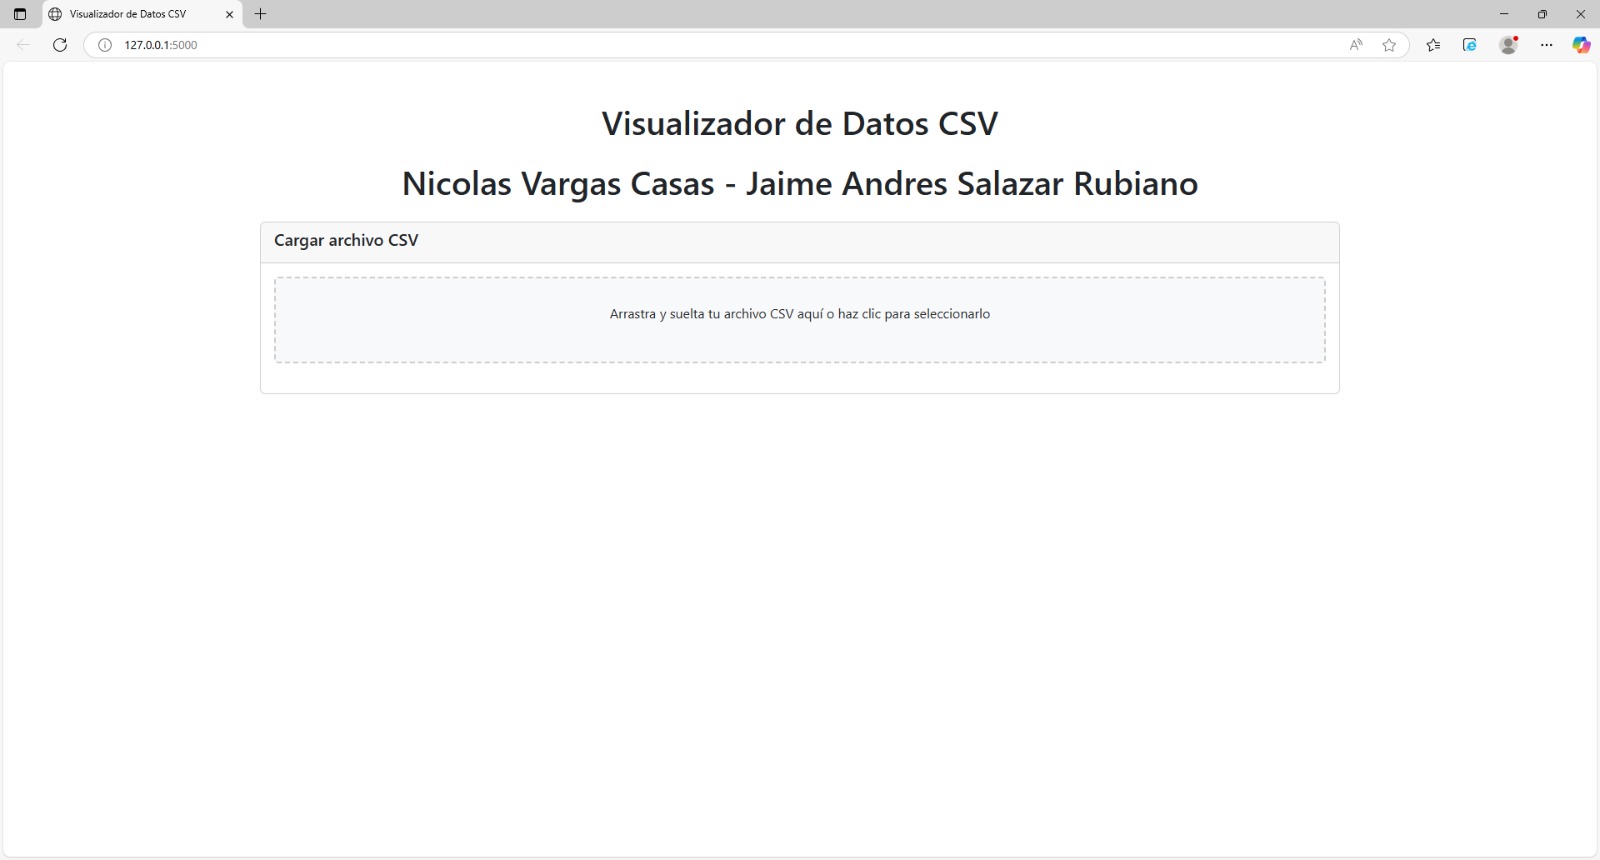 Visualizador de Datos CSV
127.0.0.1:5000
Visualizador de Datos CSV
Nicolas Vargas Casas - Jaime Andres Salazar Rubiano
Cargar archivo CSV
Arrastra y suelta tu archivo CSV aquí o haz clic para seleccionarlo